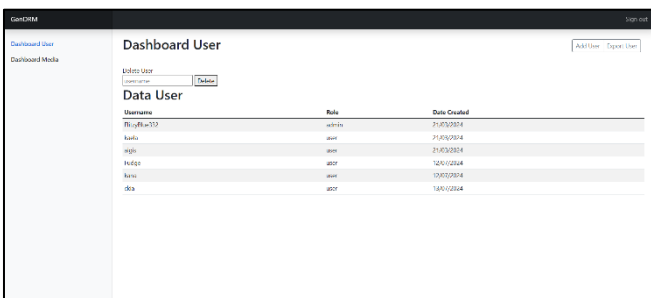 GenDRM Sign out
Dashboard User
Dashboard Media
Dashboard User
Add User Export User
Delete User
username Delete
Data User
Username Role Date Created
admin 21/03/2024
user 21/03/2024
user 21/03/2024
user 12/07/2024
user 12/07/2024
user 13/07/2024